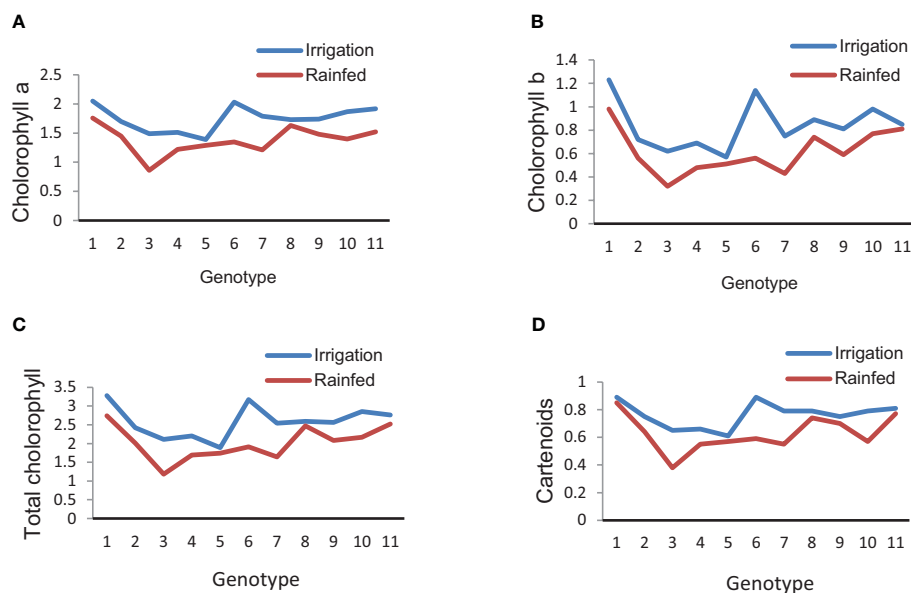 A
Irrigation
Rainfed
Cholorophyll a
2.5
2
1.5
1
0.5
0
1 2 3 4 5 6 7 8 9 10 11
Genotype
B
Irrigation
Rainfed
Cholorophyll b
1.4
1.2
1
0.8
0.6
0.4
0.2
0
1 2 3 4 5 6 7 8 9 10 11
Genotype
C
Irrigation
Rainfed
Total cholorophyll
3.5
3
2.5
2
1.5
1
0.5
0
1 2 3 4 5 6 7 8 9 10 11
Genotype
D
Irrigation
Rainfed
Cartenoids
1
0.8
0.6
0.4
0.2
0
1 2 3 4 5 6 7 8 9 10 11
Genotype